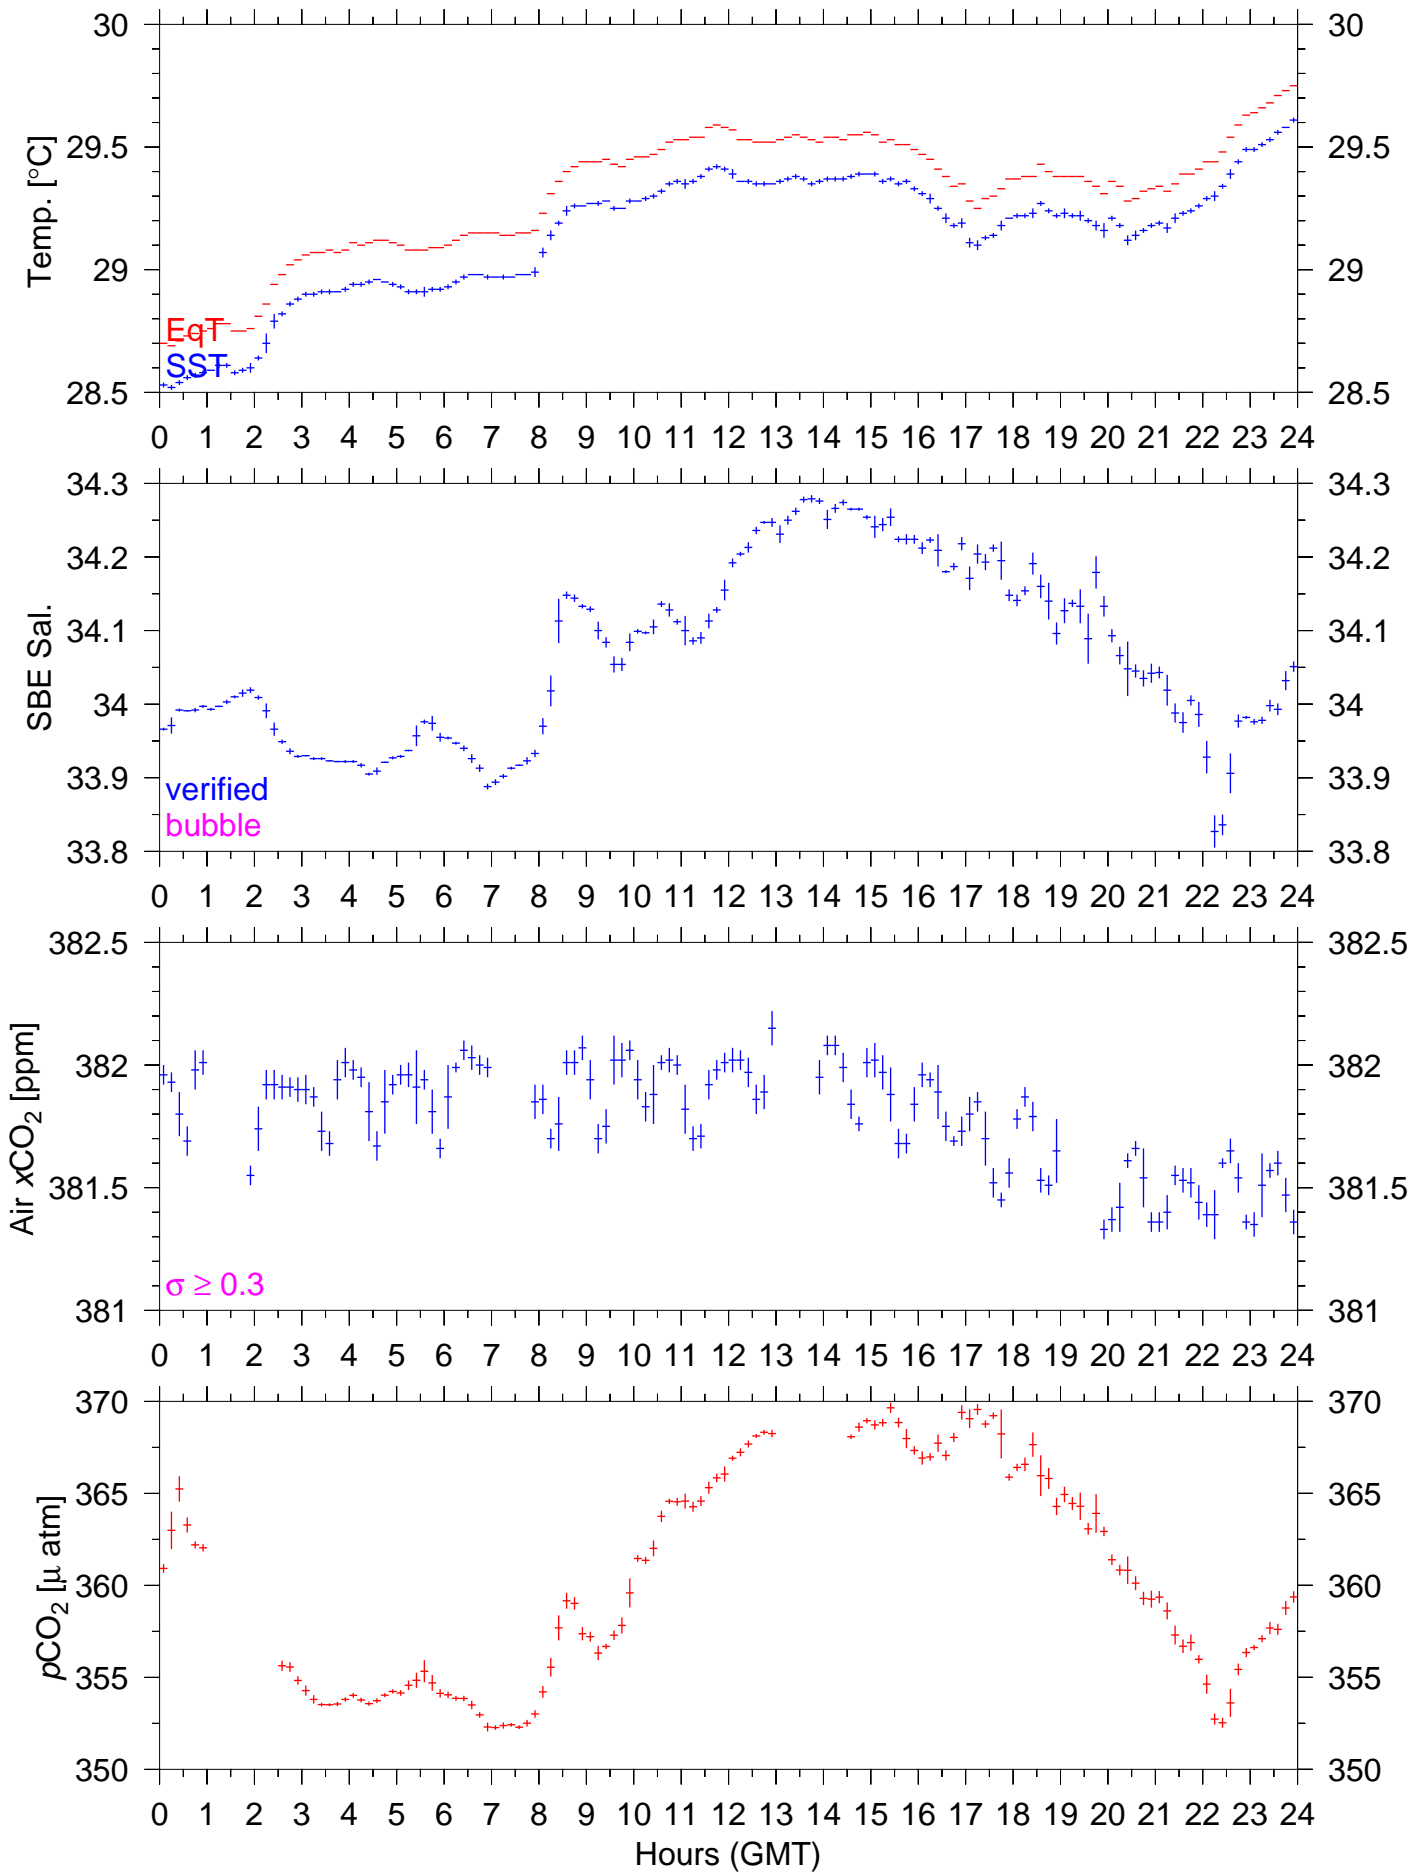 30 30
29.5 29.5
29 29
28.5 28.5
Temp. [°C]
EqT
SST
0 1 2 3 4 5 6 7 8 9 10 11 12 13 14 15 16 17 18 19 20 21 22 23 24
34.3 34.3
34.2 34.2
34.1 34.1
34 34
33.9 33.9
33.8 33.8
SBE Sal.
verified
bubble
0 1 2 3 4 5 6 7 8 9 10 11 12 13 14 15 16 17 18 19 20 21 22 23 24
382.5 382.5
382 382
381.5 381.5
381 381
Air xCO₂ [ppm]
σ ≥ 0.3
0 1 2 3 4 5 6 7 8 9 10 11 12 13 14 15 16 17 18 19 20 21 22 23 24
370 370
365 365
360 360
355 355
350 350
pCO₂ [μ atm]
0 1 2 3 4 5 6 7 8 9 10 11 12 13 14 15 16 17 18 19 20 21 22 23 24
Hours (GMT)